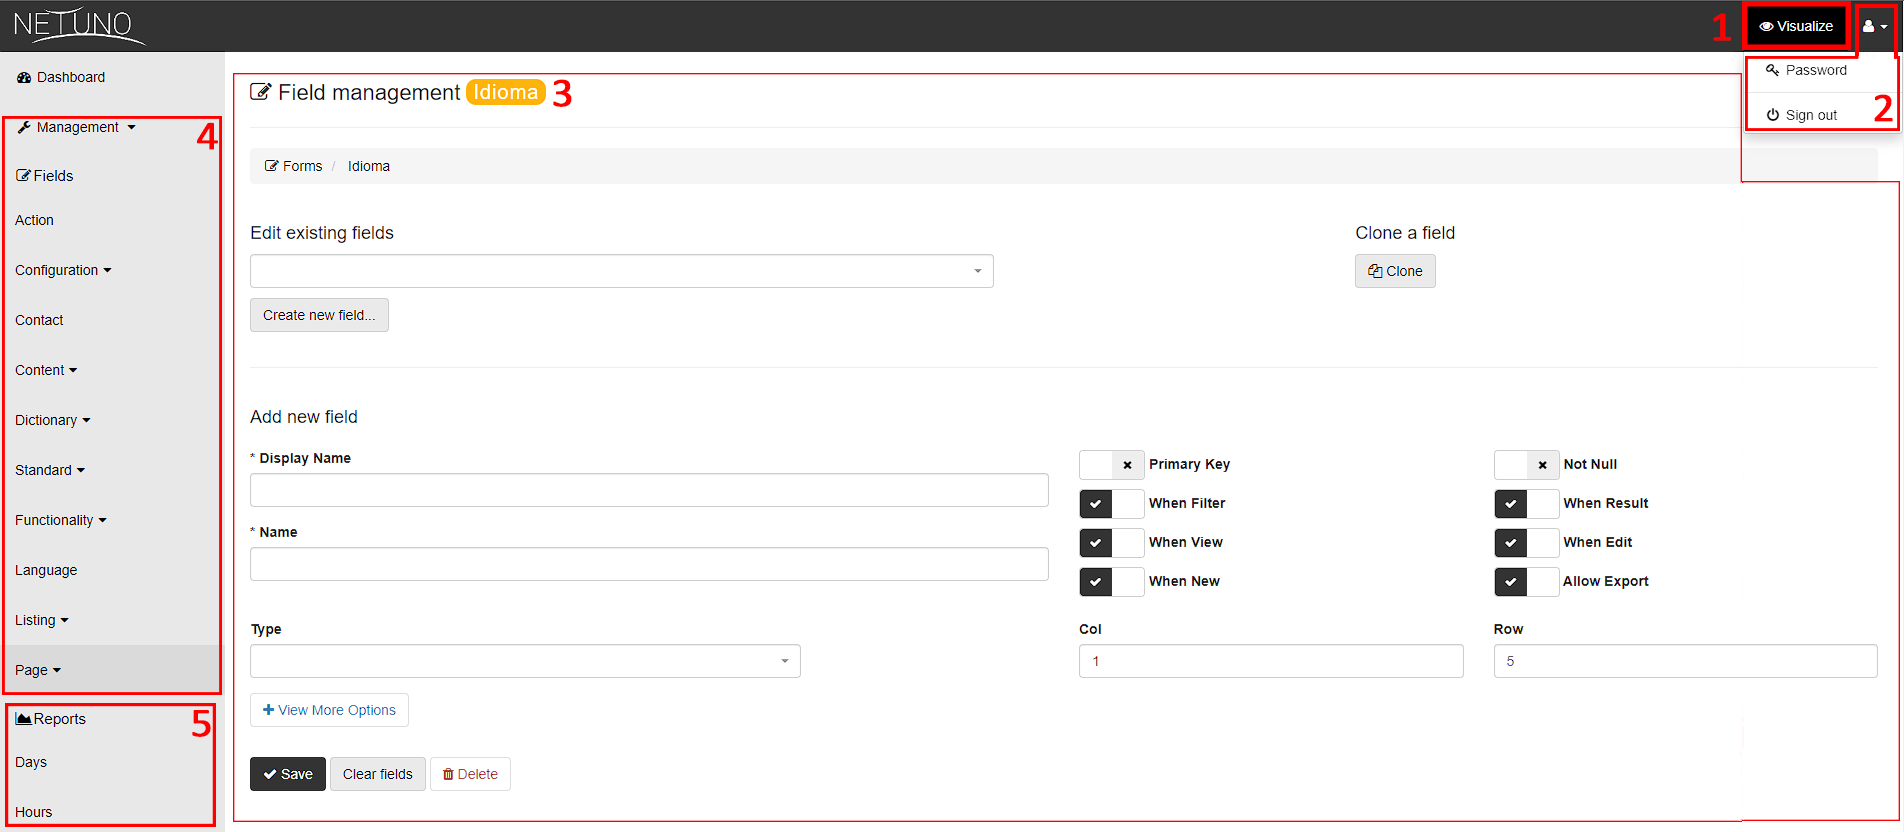 NETUNO
1
Visualize
Password
Sign out
2
Dashboard
Management
4
Fields
Action
Configuration
Contact
Content
Dictionary
Standard
Functionality
Language
Listing
Page
Reports
5
Days
Hours
Field management Idioma 3
Forms / Idioma
Edit existing fields
Create new field...
Clone a field
Clone
Add new field
* Display Name
* Name
Primary Key
Not Null
When Filter
When Result
When View
When Edit
When New
Allow Export
Type
Col
1
Row
5
View More Options
Save
Clear fields
Delete